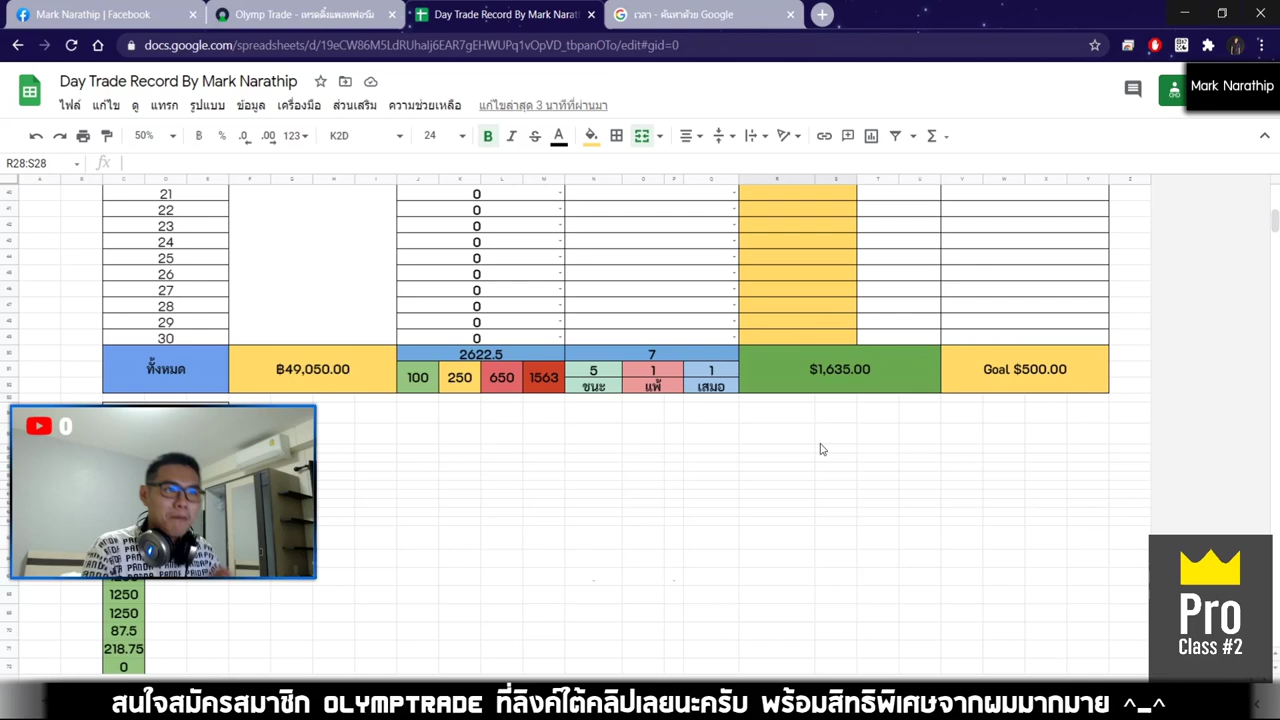 Mark Narathip | Facebook
Olymp Trade - เทรดดิ้งแพลทฟอร์ม
Day Trade Record By Mark Narat
เวลา - ค้นหาด้วย Google
docs.google.com/spreadsheets/d/19eCW86M5LdRUhaIj6EAR7gEHWUPq1vOpVD_tbpanOTo/edit#gid=0
Day Trade Record By Mark Narathip
Mark Narathip
ไฟล์ แก้ไข ดู แทรก รูปแบบ ข้อมูล เครื่องมือ ส่วนเสริม ความช่วยเหลือ แก้ไขล่าสุด 3 นาทีที่ผ่านมา
50% ฿ % .0 .00 123 K2D 24 B I S A Σ
R28:S28 fx
21 0
22 0
23 0
24 0
25 0
26 0
27 0
28 0
29 0
30 0
ทั้งหมด ฿49,050.00 2622.5 7 $1,635.00 Goal $500.00
100 250 650 1563 5 1 1
ชนะ แพ้ เสมอ
0
1250
1250
87.5
218.75
0
Pro
Class #2
สนใจสมัครสมาชิก OLYMPTRADE ที่ลิงค์ใต้คลิปเลยนะครับ พร้อมสิทธิพิเศษจากผมมากมาย ^_^